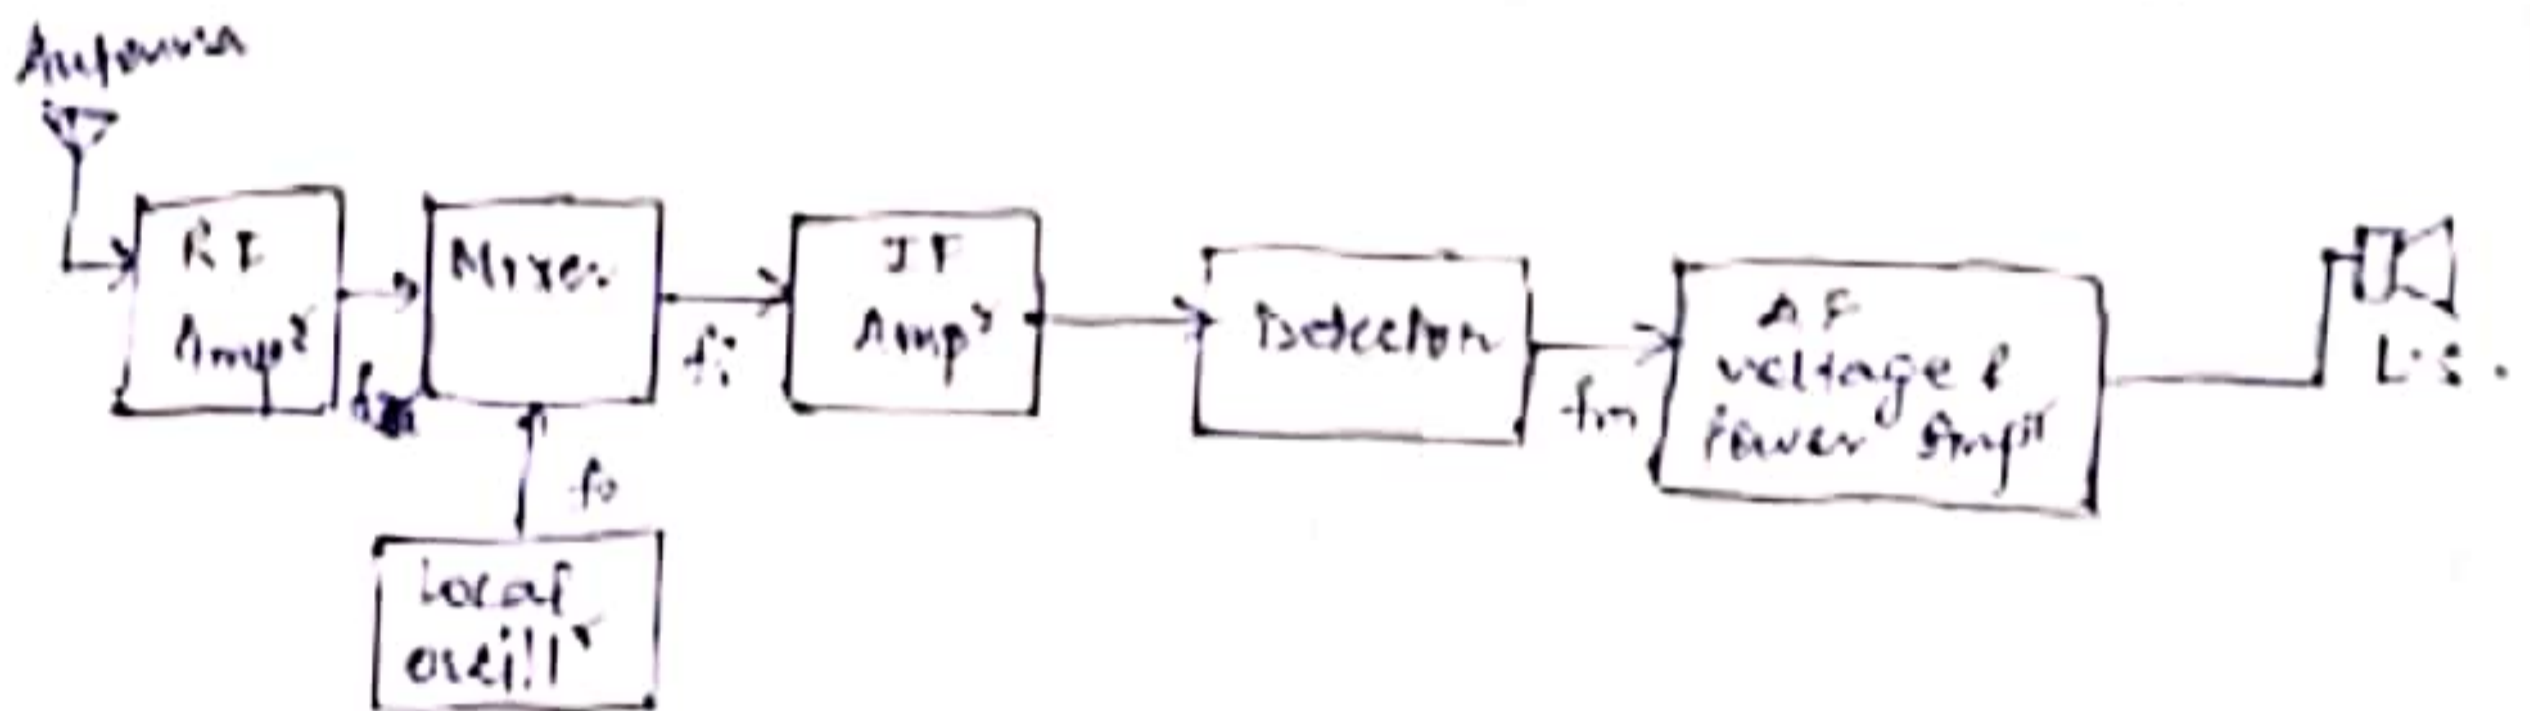 Antenna
RF
Ampr
Mixer
fi
IF
Ampr
Detector
fm
AF
voltage &
Power Ampr
L.S.
fo
Local
oscillr